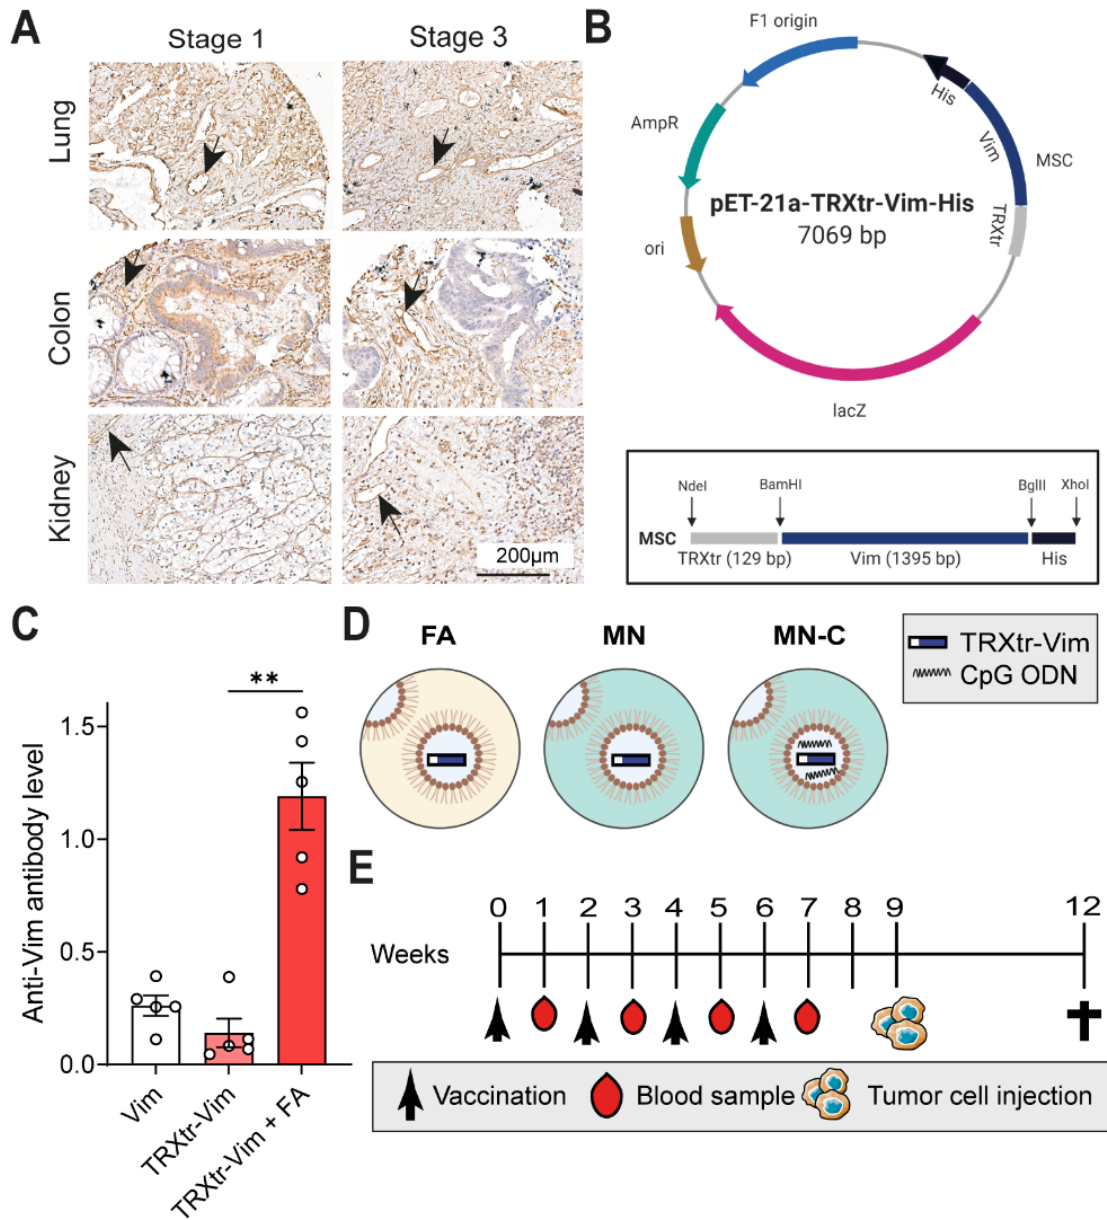 A
Stage 1
Stage 3
Lung
Colon
Kidney
200µm
B
F1 origin
His
Vim
MSC
TRXtr
AmpR
ori
lacZ
pET-21a-TRXtr-Vim-His
7069 bp
NdeI
BamHI
BglII
XhoI
MSC
TRXtr (129 bp)
Vim (1395 bp)
His
C
**
Anti-Vim antibody level
1.5
1.0
0.5
0.0
Vim
TRXtr-Vim
TRXtr-Vim + FA
D
FA
MN
MN-C
TRXtr-Vim
CpG ODN
E
0 1 2 3 4 5 6 7 8 9 12
Weeks
Vaccination
Blood sample
Tumor cell injection